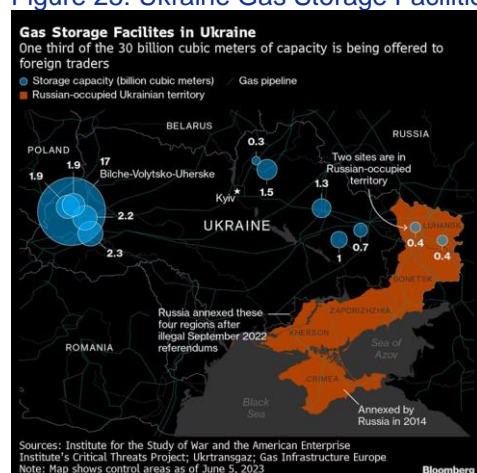 Figure 25: Ukraine Gas Storage Facilitie
Gas Storage Facilites in Ukraine
One third of the 30 billion cubic meters of capacity is being offered to
foreign traders
Storage capacity (billion cubic meters) Gas pipeline
Russian-occupied Ukrainian territory
BELARUS
RUSSIA
POLAND
0.3
Two sites are in
Russian-occupied
territory
1.9
17
Bilche-Volytsko-Uherske
1.9
1.5
Kyiv
1.3
2.2
UKRAINE
LUHANSK
0.7
0.4
2.3
1
0.4
DONETSK
Russia annexed these
four regions after
illegal September 2022
referendums
ZAPORIZHZHIA
KHERSON
Sea of
Azov
ROMANIA
CRIMEA
Black
Sea
Annexed by
Russia in 2014
Sources: Institute for the Study of War and the American Enterprise
Institute's Critical Threats Project; Ukrtransgaz; Gas Infrastructure Europe
Note: Map shows control areas as of June 5, 2023
Bloomberg